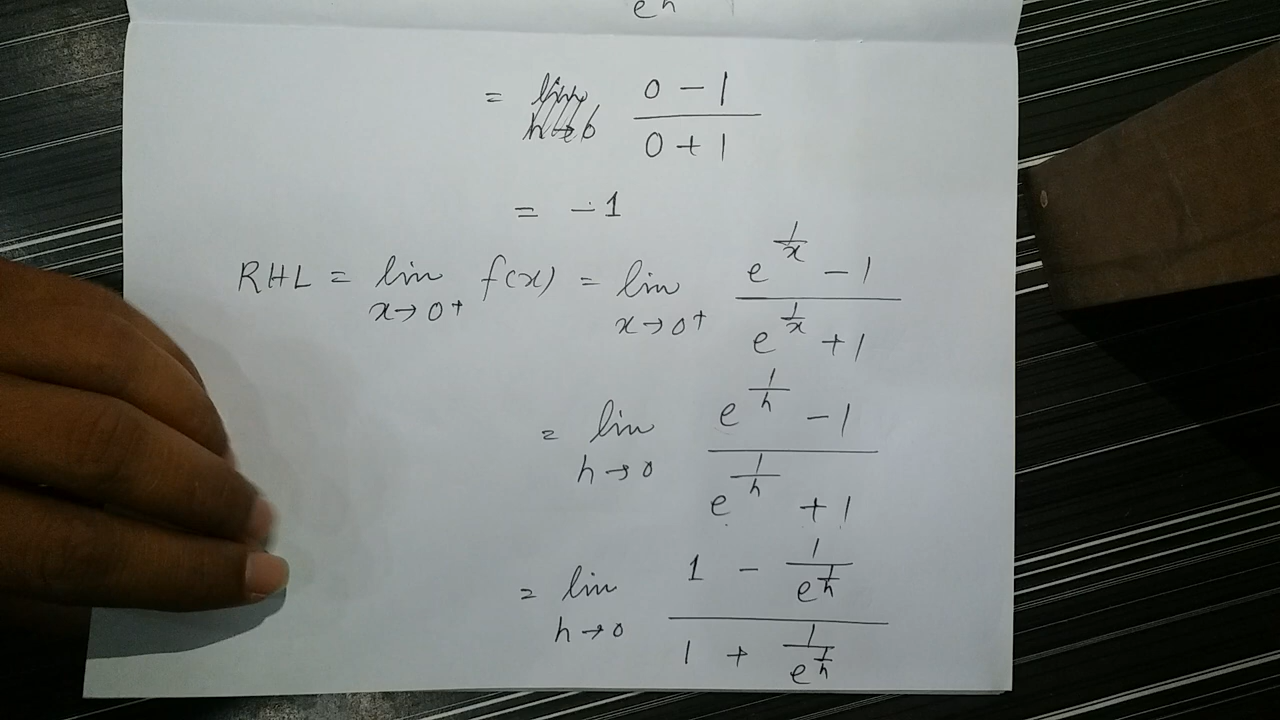 e^h 1
= lim h→0 (0 - 1)/(0 + 1)
= -1
RHL = lim x→0+ f(x) = lim x→0+ (e^(1/x) - 1)/(e^(1/x) + 1)
= lim h→0 (e^(1/h) - 1)/(e^(1/h) + 1)
= lim h→0 (1 - 1/e^(1/h))/(1 + 1/e^(1/h))